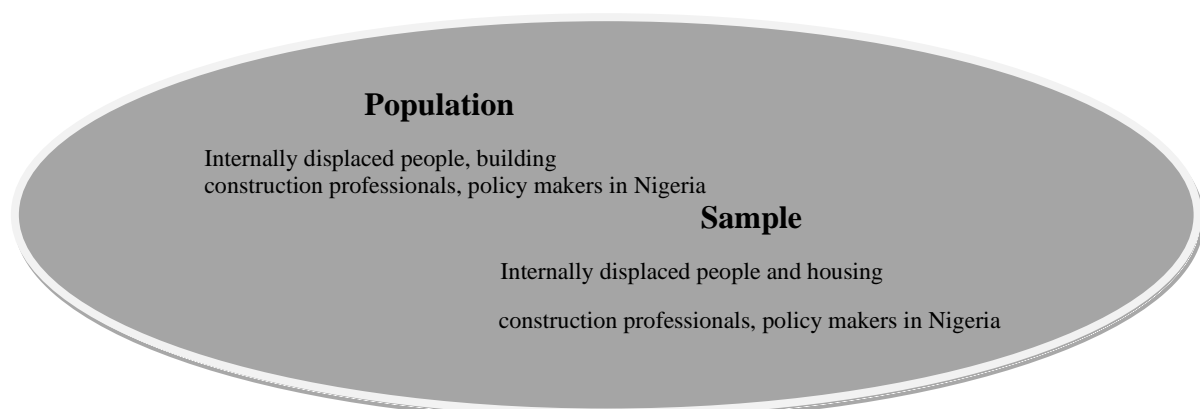 Population
Internally displaced people, building
construction professionals, policy makers in Nigeria
Sample
Internally displaced people and housing
construction professionals, policy makers in Nigeria